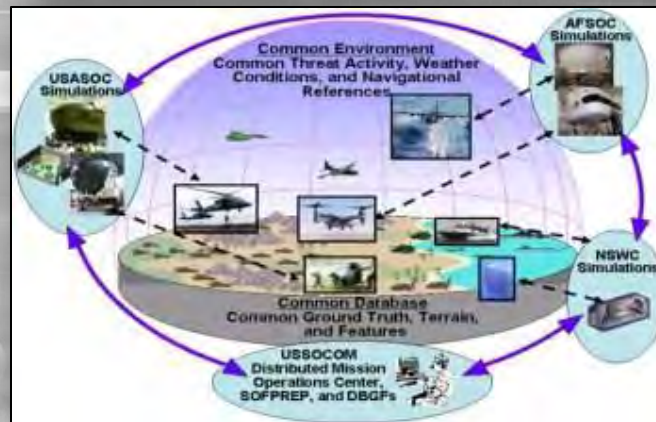 Common Environment
Common Threat Activity, Weather
Conditions, and Navigational
References
AFSOC
Simulations
USASOC
Simulations
NSWC
Simulations
Common Database
Common Ground Truth, Terrain,
and Features
USSOCOM
Distributed Mission
Operations Center,
SOFPREP, and DBGFs